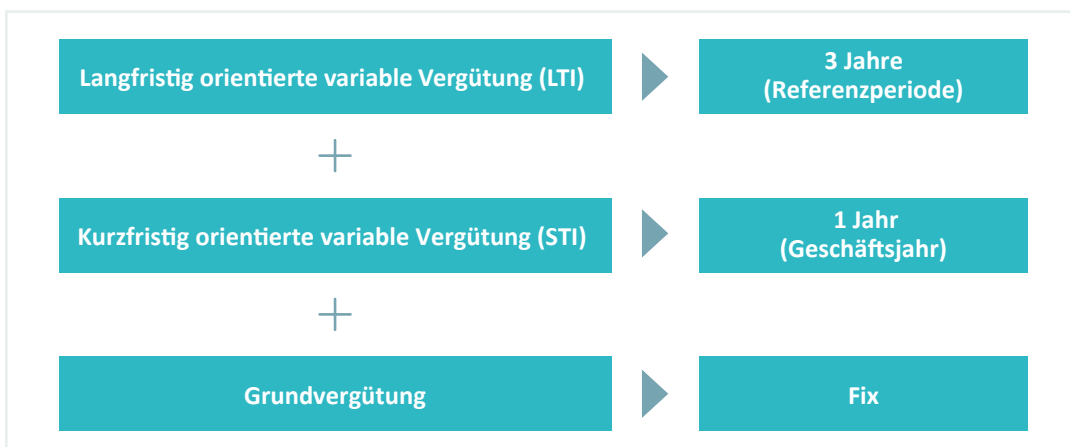 Langfristig orientierte variable Vergütung (LTI)
3 Jahre
(Referenzperiode)
+
Kurzfristig orientierte variable Vergütung (STI)
1 Jahr
(Geschäftsjahr)
+
Grundvergütung
Fix